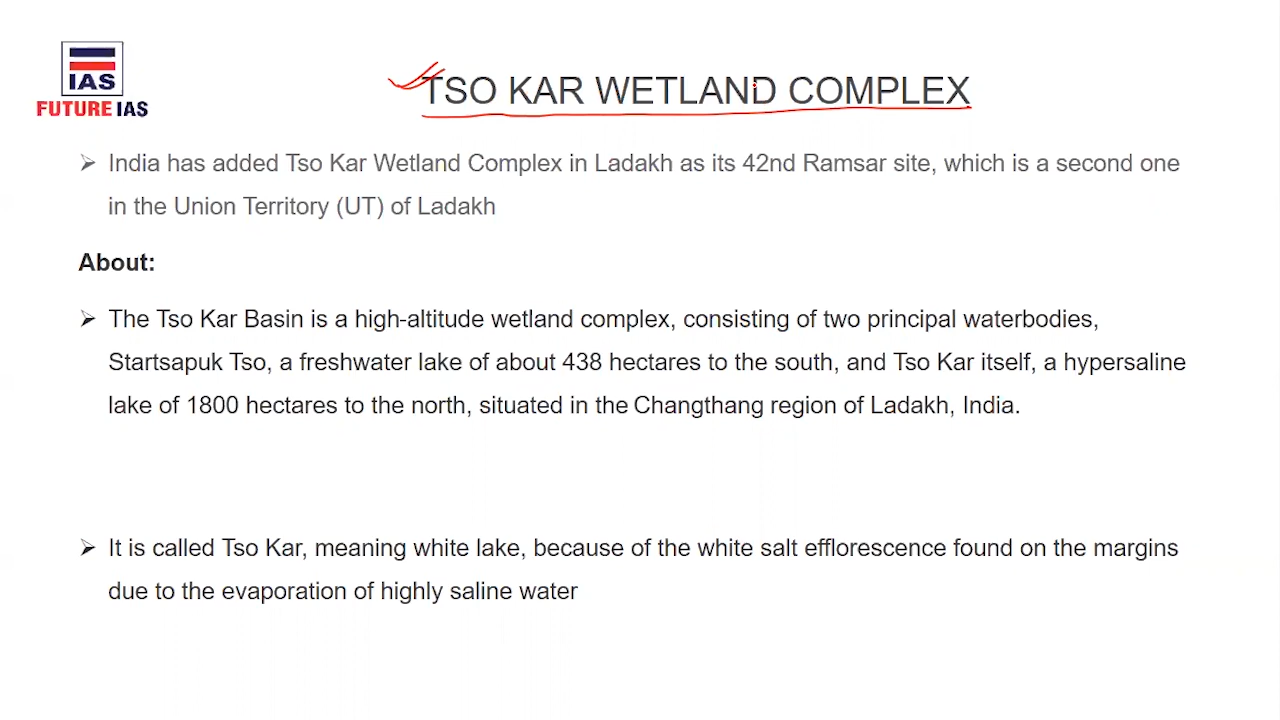 IAS
FUTURE IAS
TSO KAR WETLAND COMPLEX
➢ India has added Tso Kar Wetland Complex in Ladakh as its 42nd Ramsar site, which is a second one
in the Union Territory (UT) of Ladakh
About:
➢ The Tso Kar Basin is a high-altitude wetland complex, consisting of two principal waterbodies,
Startsapuk Tso, a freshwater lake of about 438 hectares to the south, and Tso Kar itself, a hypersaline
lake of 1800 hectares to the north, situated in the Changthang region of Ladakh, India.
➢ It is called Tso Kar, meaning white lake, because of the white salt efflorescence found on the margins
due to the evaporation of highly saline water